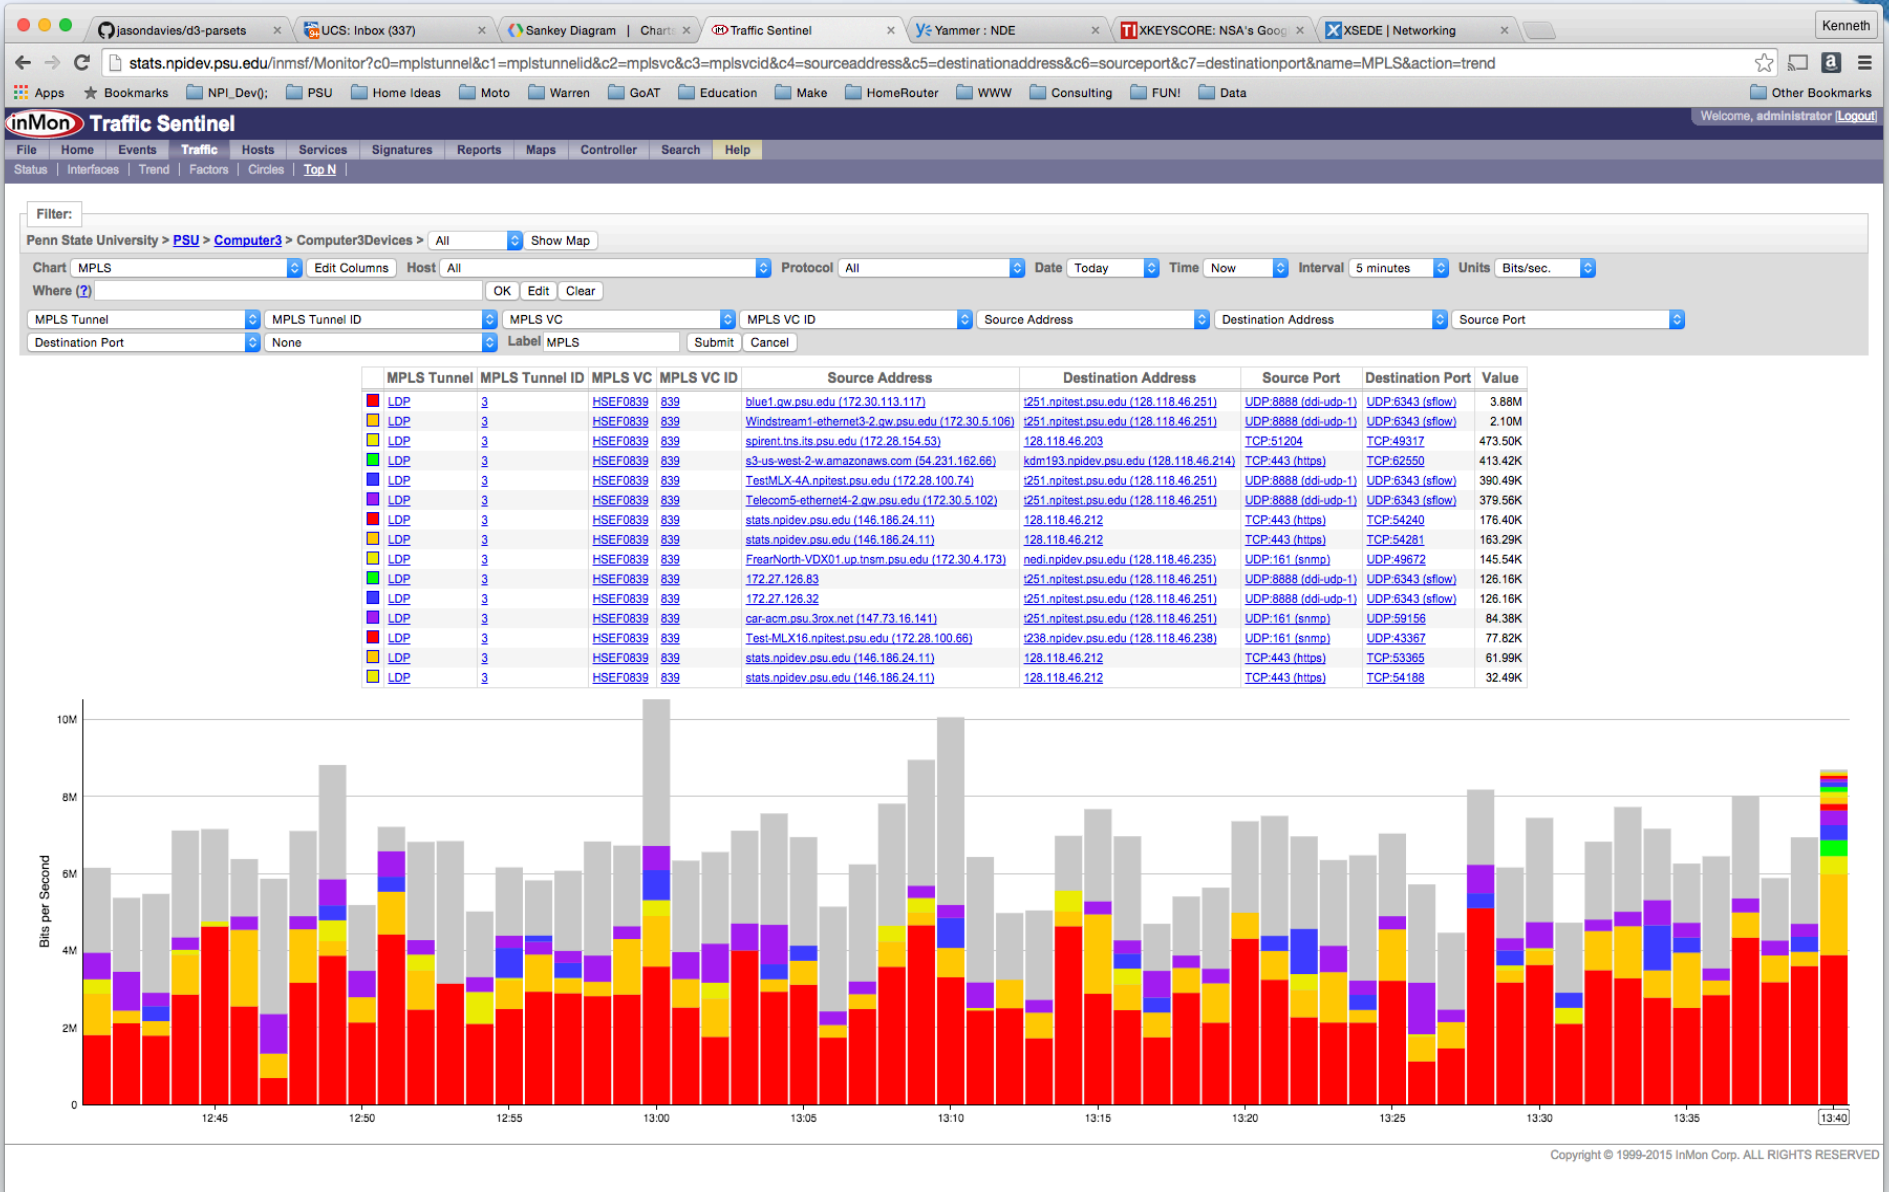 jasondavies/d3-parsets UCS: Inbox (337) Sankey Diagram | Charts Traffic Sentinel Yammer : NDE XKEYSCORE: NSA's Goog XSEDE | Networking Kenneth
stats.npidev.psu.edu/inmsf/Monitor?c0=mplstunnel&c1=mplstunnelid&c2=mplsvc&c3=mplsvcid&c4=sourceaddress&c5=destinationaddress&c6=sourceport&c7=destinationport&name=MPLS&action=trend
Apps Bookmarks NPI_Dev(); PSU Home Ideas Moto Warren GoAT Education Make HomeRouter WWW Consulting FUN! Data Other Bookmarks
inMon Traffic Sentinel Welcome, administrator [Logout]
File Home Events Traffic Hosts Services Signatures Reports Maps Controller Search Help
Status | Interfaces | Trend | Factors | Circles | Top N |
Filter:
Penn State University > PSU > Computer3 > Computer3Devices > All Show Map
Chart MPLS Edit Columns Host All Protocol All Date Today Time Now Interval 5 minutes Units Bits/sec.
Where (?) OK Edit Clear
MPLS Tunnel MPLS Tunnel ID MPLS VC MPLS VC ID Source Address Destination Address Source Port
Destination Port None Label MPLS Submit Cancel
MPLS Tunnel MPLS Tunnel ID MPLS VC MPLS VC ID Source Address Destination Address Source Port Destination Port Value
LDP 3 HSEF0839 839 blue1.gw.psu.edu (172.30.113.117) t251.npitest.psu.edu (128.118.46.251) UDP:8888 (ddi-udp-1) UDP:6343 (sflow) 3.88M
LDP 3 HSEF0839 839 Windstream1-ethernet3-2.gw.psu.edu (172.30.5.106) t251.npitest.psu.edu (128.118.46.251) UDP:8888 (ddi-udp-1) UDP:6343 (sflow) 2.10M
LDP 3 HSEF0839 839 spirent.tns.its.psu.edu (172.28.154.53) 128.118.46.203 TCP:51204 TCP:49317 473.50K
LDP 3 HSEF0839 839 s3-us-west-2-w.amazonaws.com (54.231.162.66) kdm193.npidev.psu.edu (128.118.46.214) TCP:443 (https) TCP:62550 413.42K
LDP 3 HSEF0839 839 TestMLX-4A.npitest.psu.edu (172.28.100.74) t251.npitest.psu.edu (128.118.46.251) UDP:8888 (ddi-udp-1) UDP:6343 (sflow) 390.49K
LDP 3 HSEF0839 839 Telecom5-ethernet4-2.gw.psu.edu (172.30.5.102) t251.npitest.psu.edu (128.118.46.251) UDP:8888 (ddi-udp-1) UDP:6343 (sflow) 379.56K
LDP 3 HSEF0839 839 stats.npidev.psu.edu (146.186.24.11) 128.118.46.212 TCP:443 (https) TCP:54240 176.40K
LDP 3 HSEF0839 839 stats.npidev.psu.edu (146.186.24.11) 128.118.46.212 TCP:443 (https) TCP:54281 163.29K
LDP 3 HSEF0839 839 FrearNorth-VDX01.up.tnsm.psu.edu (172.30.4.173) nedi.npidev.psu.edu (128.118.46.235) UDP:161 (snmp) UDP:49672 145.54K
LDP 3 HSEF0839 839 172.27.126.83 t251.npitest.psu.edu (128.118.46.251) UDP:8888 (ddi-udp-1) UDP:6343 (sflow) 126.16K
LDP 3 HSEF0839 839 172.27.126.32 t251.npitest.psu.edu (128.118.46.251) UDP:8888 (ddi-udp-1) UDP:6343 (sflow) 126.16K
LDP 3 HSEF0839 839 car-acm.psu.3rox.net (147.73.16.141) t251.npitest.psu.edu (128.118.46.251) UDP:161 (snmp) UDP:59156 84.38K
LDP 3 HSEF0839 839 Test-MLX16.npitest.psu.edu (172.28.100.66) t238.npidev.psu.edu (128.118.46.238) UDP:161 (snmp) UDP:43367 77.82K
LDP 3 HSEF0839 839 stats.npidev.psu.edu (146.186.24.11) 128.118.46.212 TCP:443 (https) TCP:53365 61.99K
LDP 3 HSEF0839 839 stats.npidev.psu.edu (146.186.24.11) 128.118.46.212 TCP:443 (https) TCP:54188 32.49K
10M
8M
6M
4M
2M
0
Bits per Second
12:45 12:50 12:55 13:00 13:05 13:10 13:15 13:20 13:25 13:30 13:35 13:40
Copyright © 1999-2015 InMon Corp. ALL RIGHTS RESERVED